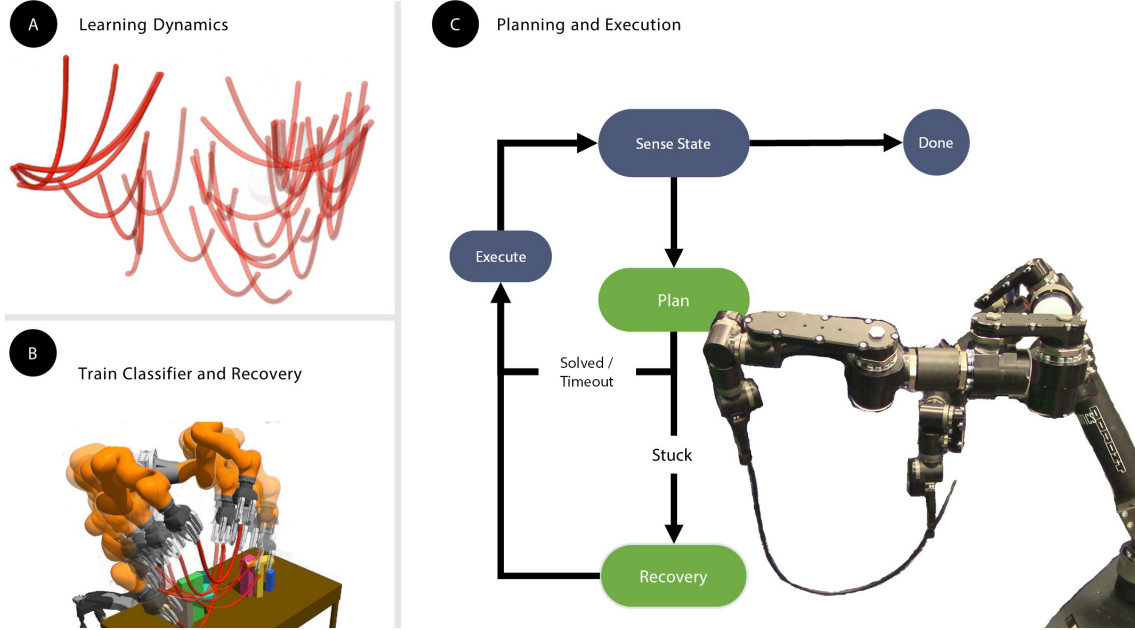 A
Learning Dynamics
B
Train Classifier and Recovery
C
Planning and Execution
Sense State
Done
Execute
Plan
Solved /
Timeout
Stuck
Recovery